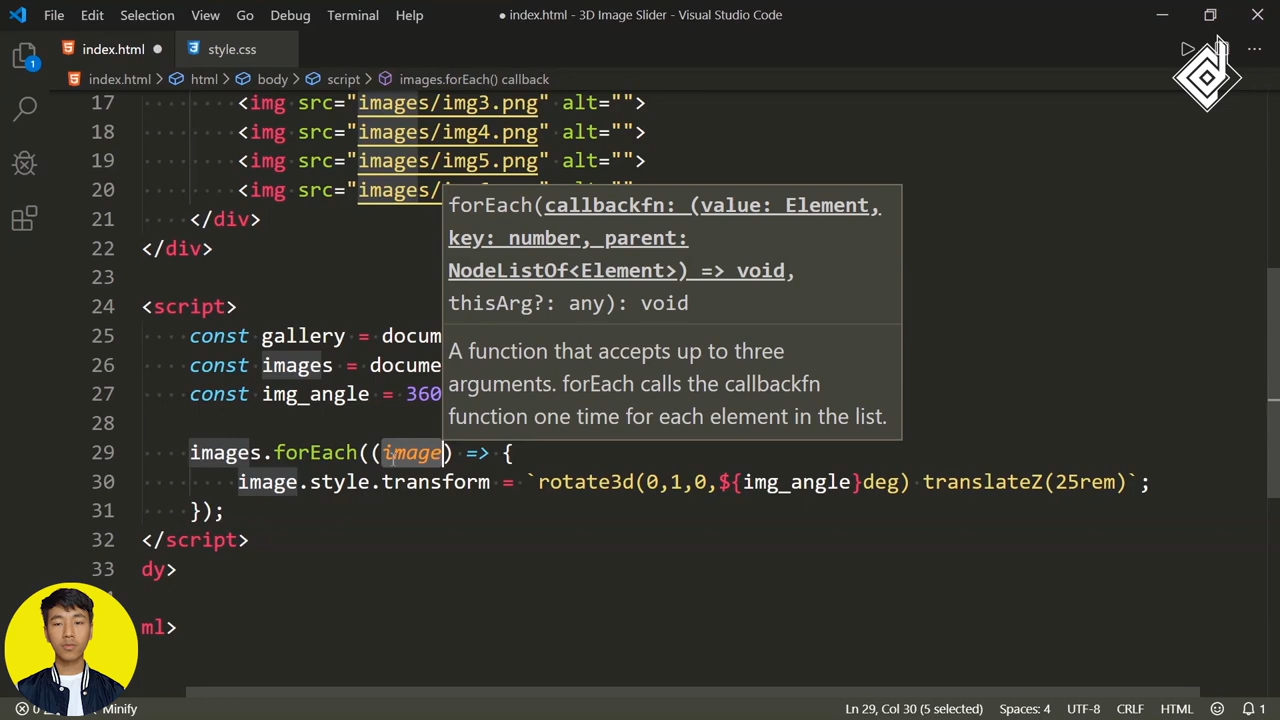 File Edit Selection View Go Debug Terminal Help
● index.html - 3D Image Slider - Visual Studio Code
index.html style.css
index.html > html > body > script > images.forEach() callback
17 <img src="images/img3.png" alt="">
18 <img src="images/img4.png" alt="">
19 <img src="images/img5.png" alt="">
20 <img src="images/
21 </div>
22 </div>
23
24 <script>
25 const gallery = docum
26 const images = docume
27 const img_angle = 360
28
29 images.forEach((image) => {
30 image.style.transform = `rotate3d(0,1,0,${img_angle}deg) translateZ(25rem)`;
31 });
32 </script>
33 dy>
ml>
forEach(callbackfn: (value: Element,
key: number, parent:
NodeListOf<Element>) => void,
thisArg?: any): void
A function that accepts up to three
arguments. forEach calls the callbackfn
function one time for each element in the list.
1
0 Minify Ln 29, Col 30 (5 selected) Spaces: 4 UTF-8 CRLF HTML 1